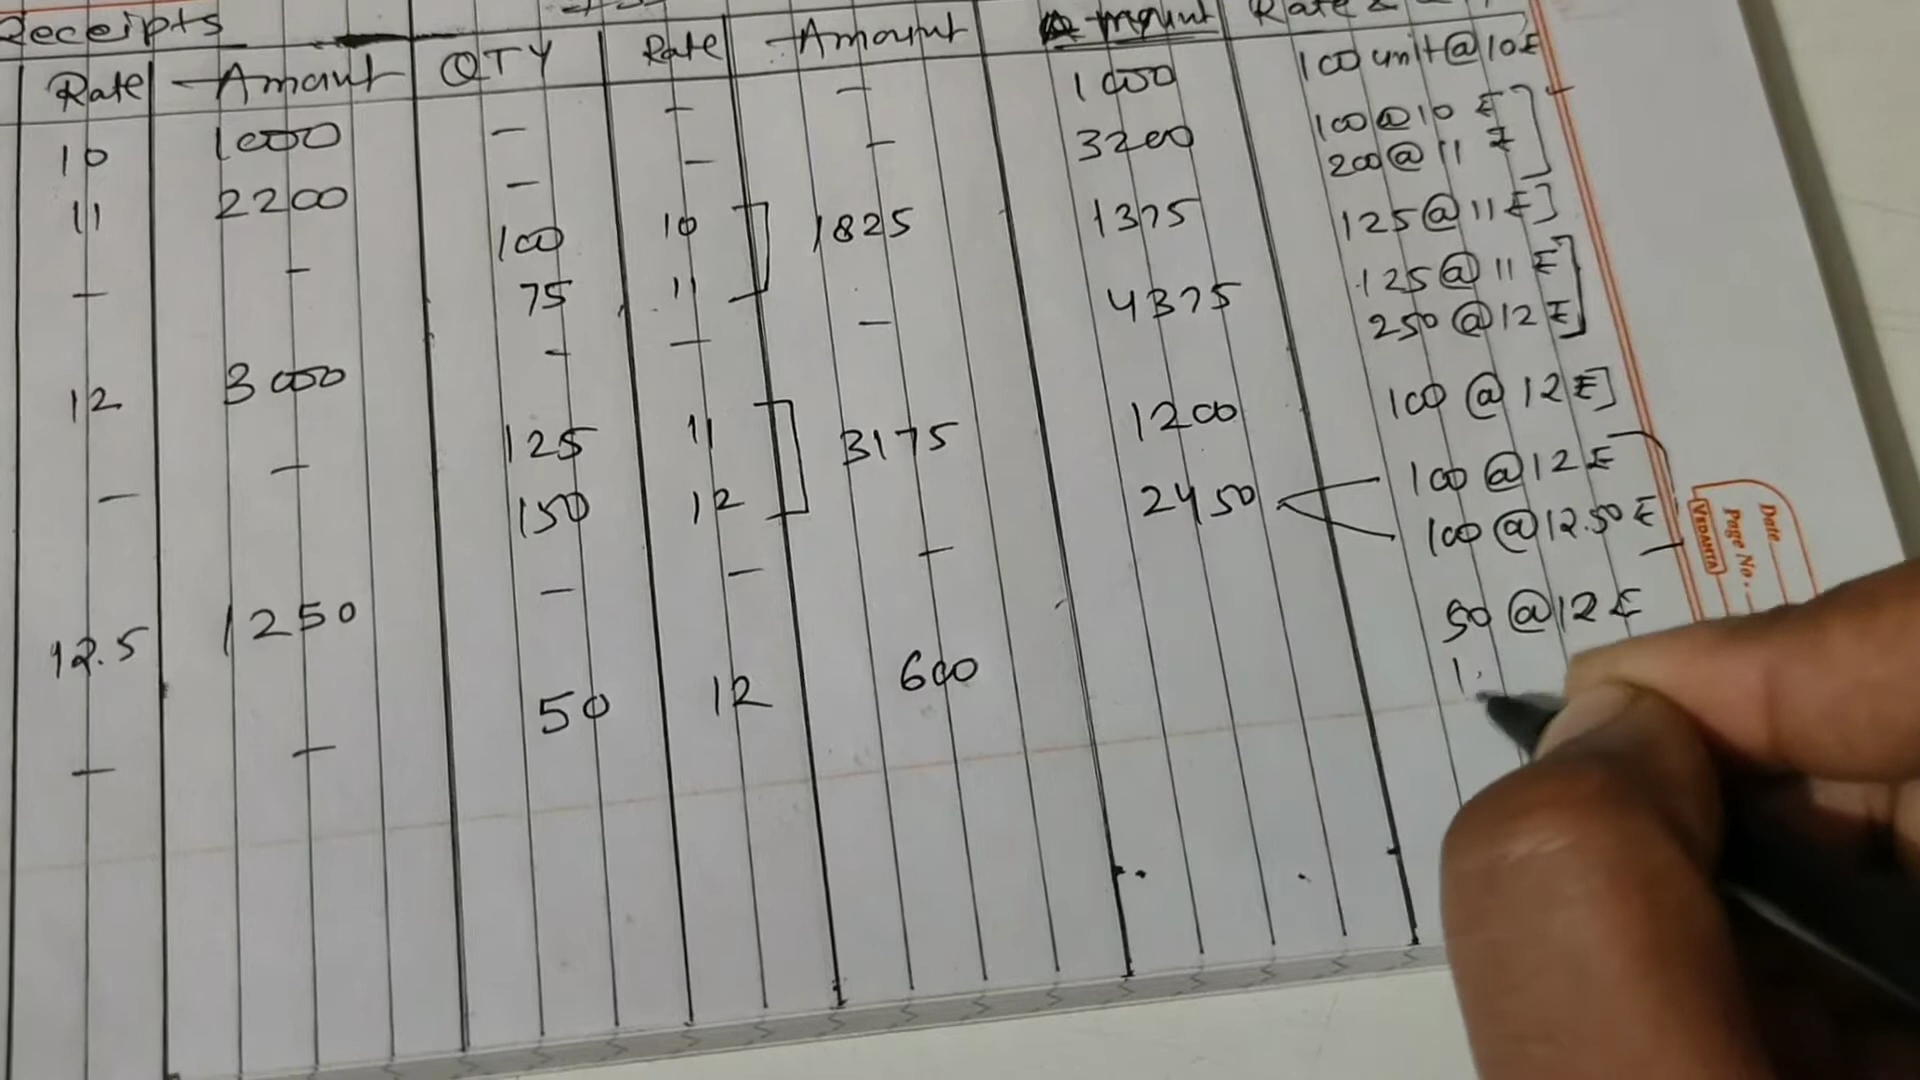 Receipts
Rate Amount QTY Rate Amount Amount Rate &
10 1000 — — — 1000 100 unit@10£
11 2200 — — — 3200 100@10 £
200@11 £
— — 100 10 1825 1375 125@11£
75 11
12 3000 — — — 4375 125@11£
250@12£
— — 125 11 3175 1200 100@12£
150 12
12.5 1250 — — — 2450 100@12£
100@12.50£
— — 50 12 600 50@12£
1
Date
Page No.
VEDANTA